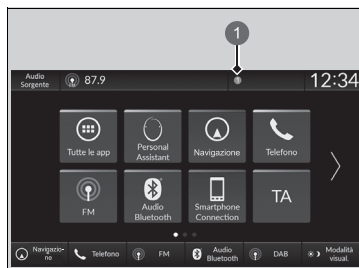 1
Audio
Sorgente
87.9
1
12:34
Tutte le app
Personal
Assistant
Navigazione
Telefono
FM
Audio
Bluetooth
Smartphone
Connection
TA
Navigazio-
ne
Telefono
FM
Audio
Bluetooth
DAB
Modalità
visual.